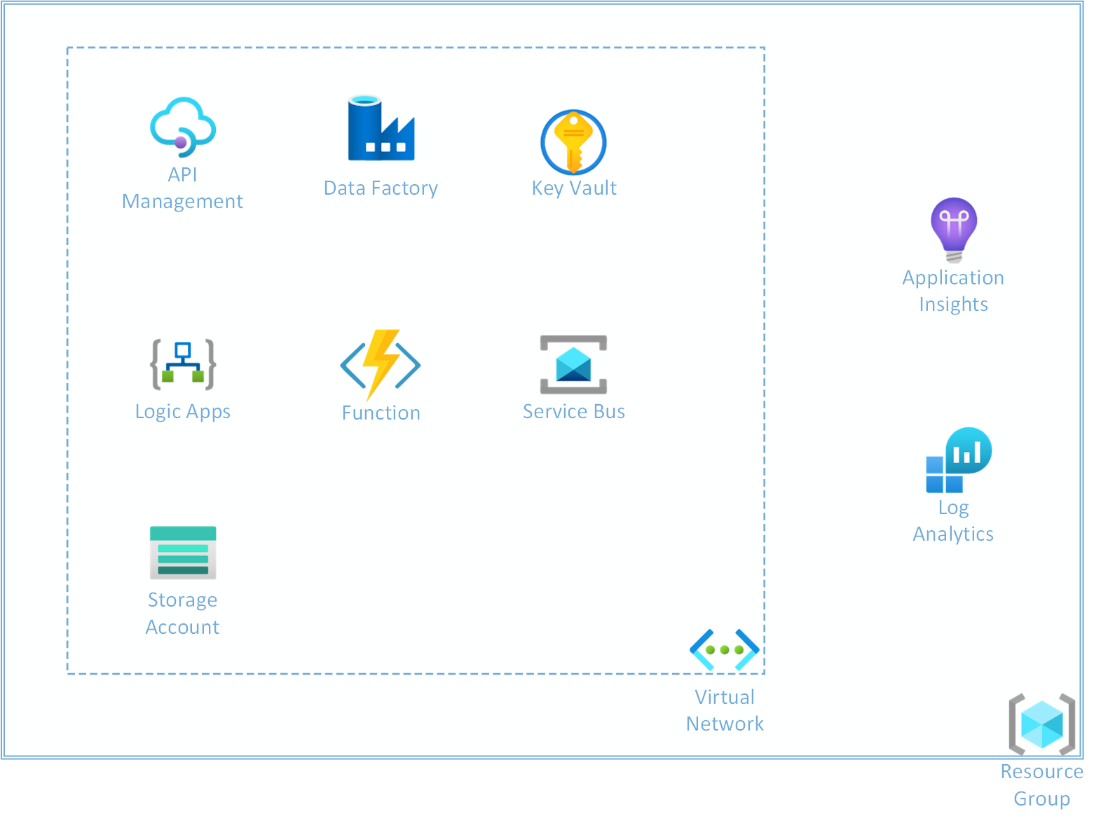 API
Management
Data Factory
Key Vault
Application
Insights
Logic Apps
Function
Service Bus
Log
Analytics
Storage
Account
Virtual
Network
Resource
Group